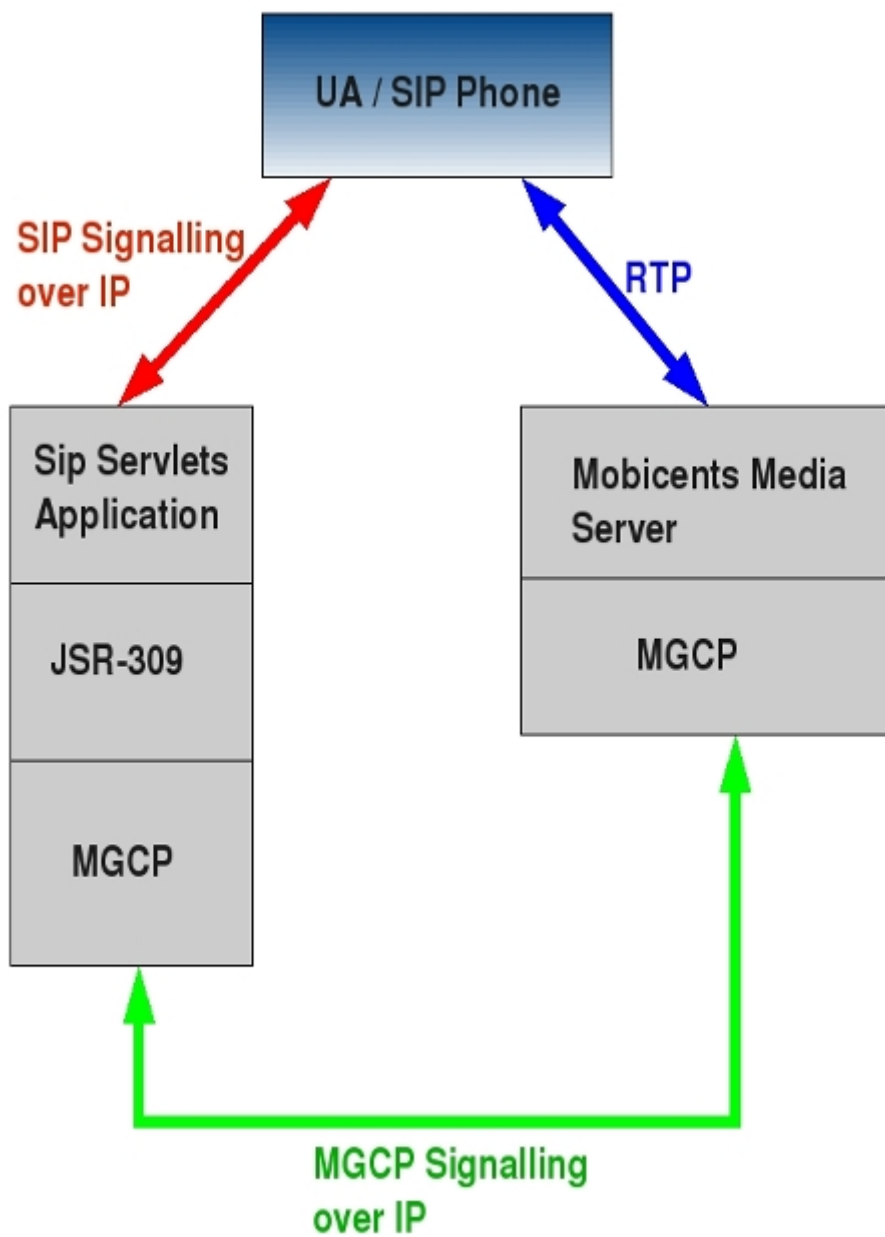 UA / SIP Phone
SIP Signalling
over IP
RTP
Sip Servlets
Application
JSR-309
MGCP
Mobicents Media
Server
MGCP
MGCP Signalling
over IP